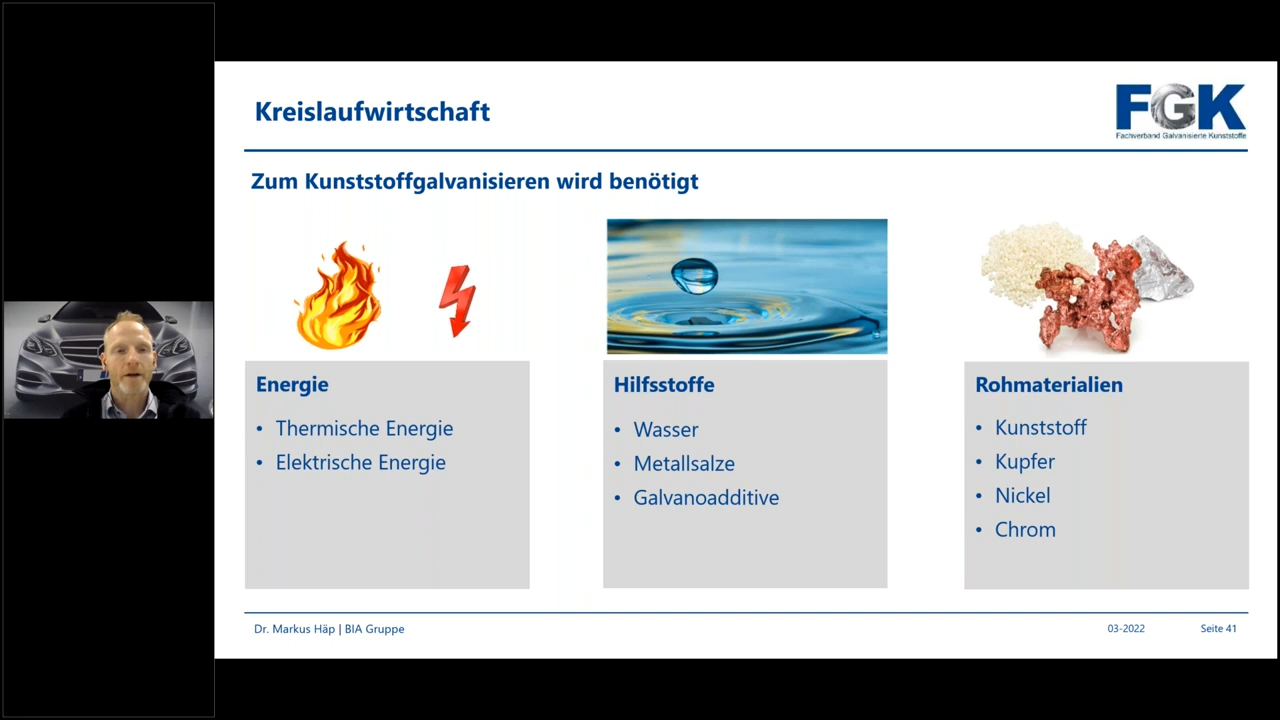 Kreislaufwirtschaft
FGK
Fachverband Galvanisierte Kunststoffe
Zum Kunststoffgalvanisieren wird benötigt
Energie
• Thermische Energie
• Elektrische Energie
Hilfsstoffe
• Wasser
• Metallsalze
• Galvanoadditive
Rohmaterialien
• Kunststoff
• Kupfer
• Nickel
• Chrom
Dr. Markus Häp | BIA Gruppe
03-2022
Seite 41